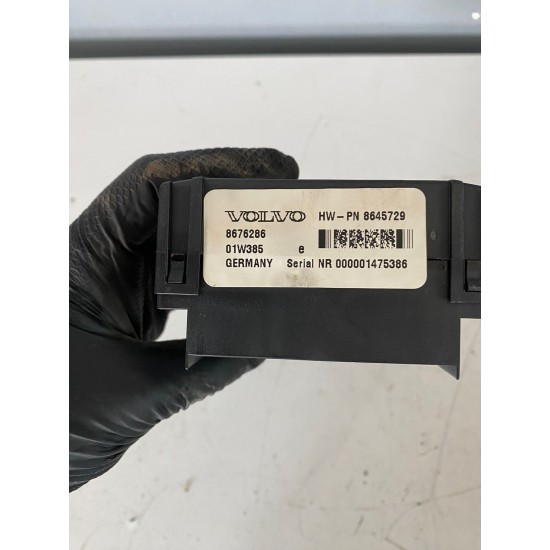 VOLVO HW-PN 8645729
8676286
01W385 e
GERMANY Serial NR 000001475386